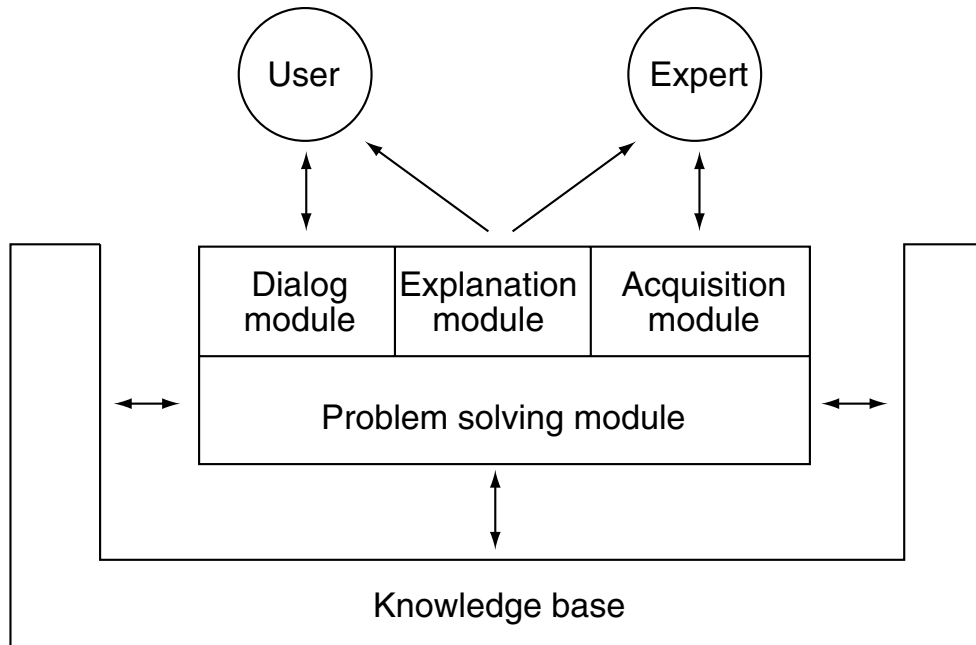 User
Expert
Dialog
module
Explanation
module
Acquisition
module
Problem solving module
Knowledge base